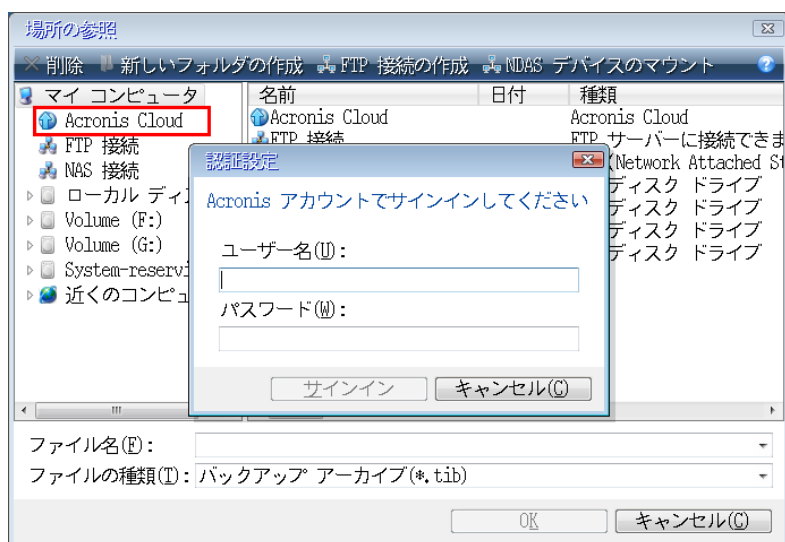 場所の参照
削除 新しいフォルダの作成 FTP 接続の作成 NDAS デバイスのマウント
マイ コンピュータ
Acronis Cloud
FTP 接続
NAS 接続
ローカル ディ
Volume (F:)
Volume (G:)
System-reservi
近くのコンピュ
名前 日付 種類
Acronis Cloud Acronis Cloud
FTP 接続 FTP サーバーに接続できま
(Network Attached St
ディスク ドライブ
ディスク ドライブ
ディスク ドライブ
ディスク ドライブ
認証設定
Acronis アカウントでサインインしてください
ユーザー名(U):
パスワード(W):
サインイン キャンセル(C)
ファイル名(F):
ファイルの種類(T): バックアップ アーカイブ(*.tib)
OK キャンセル(C)